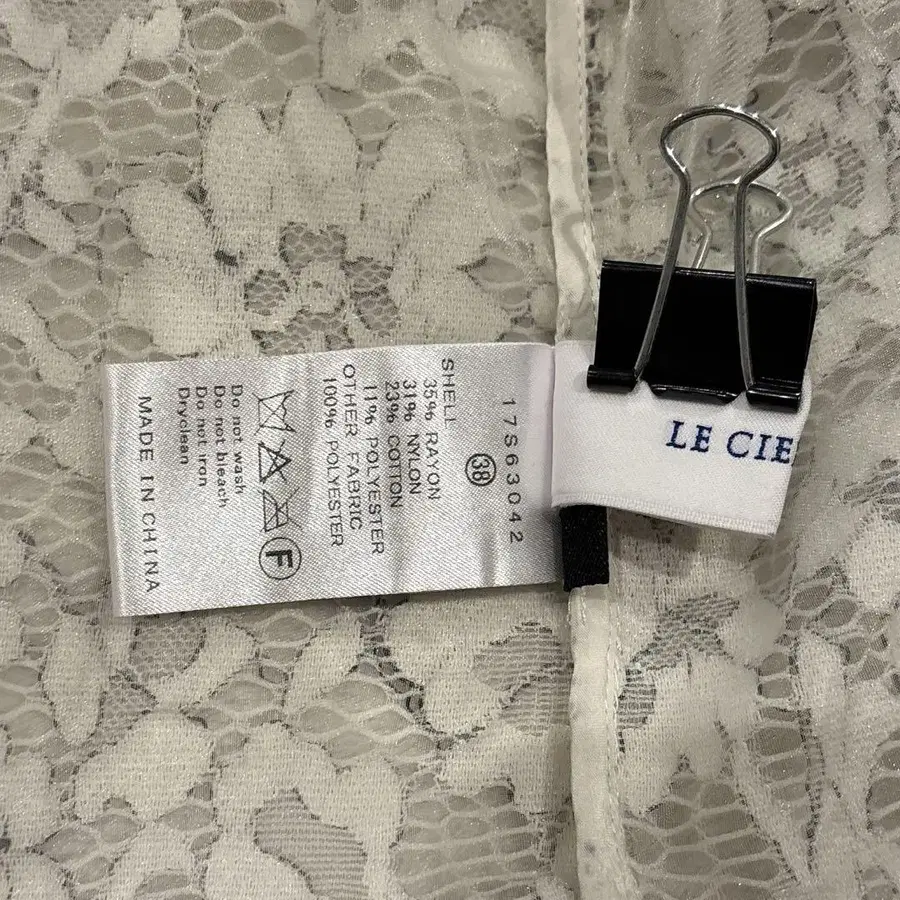 17S63042
38
SHELL
35% RAYON
31% NYLON
23% COTTON
11% POLYESTER
OTHER FABRIC
100% POLYESTER
F
Do not wash
Do not bleach
Do not iron
Dryclean
MADE IN CHINA
LE CIE